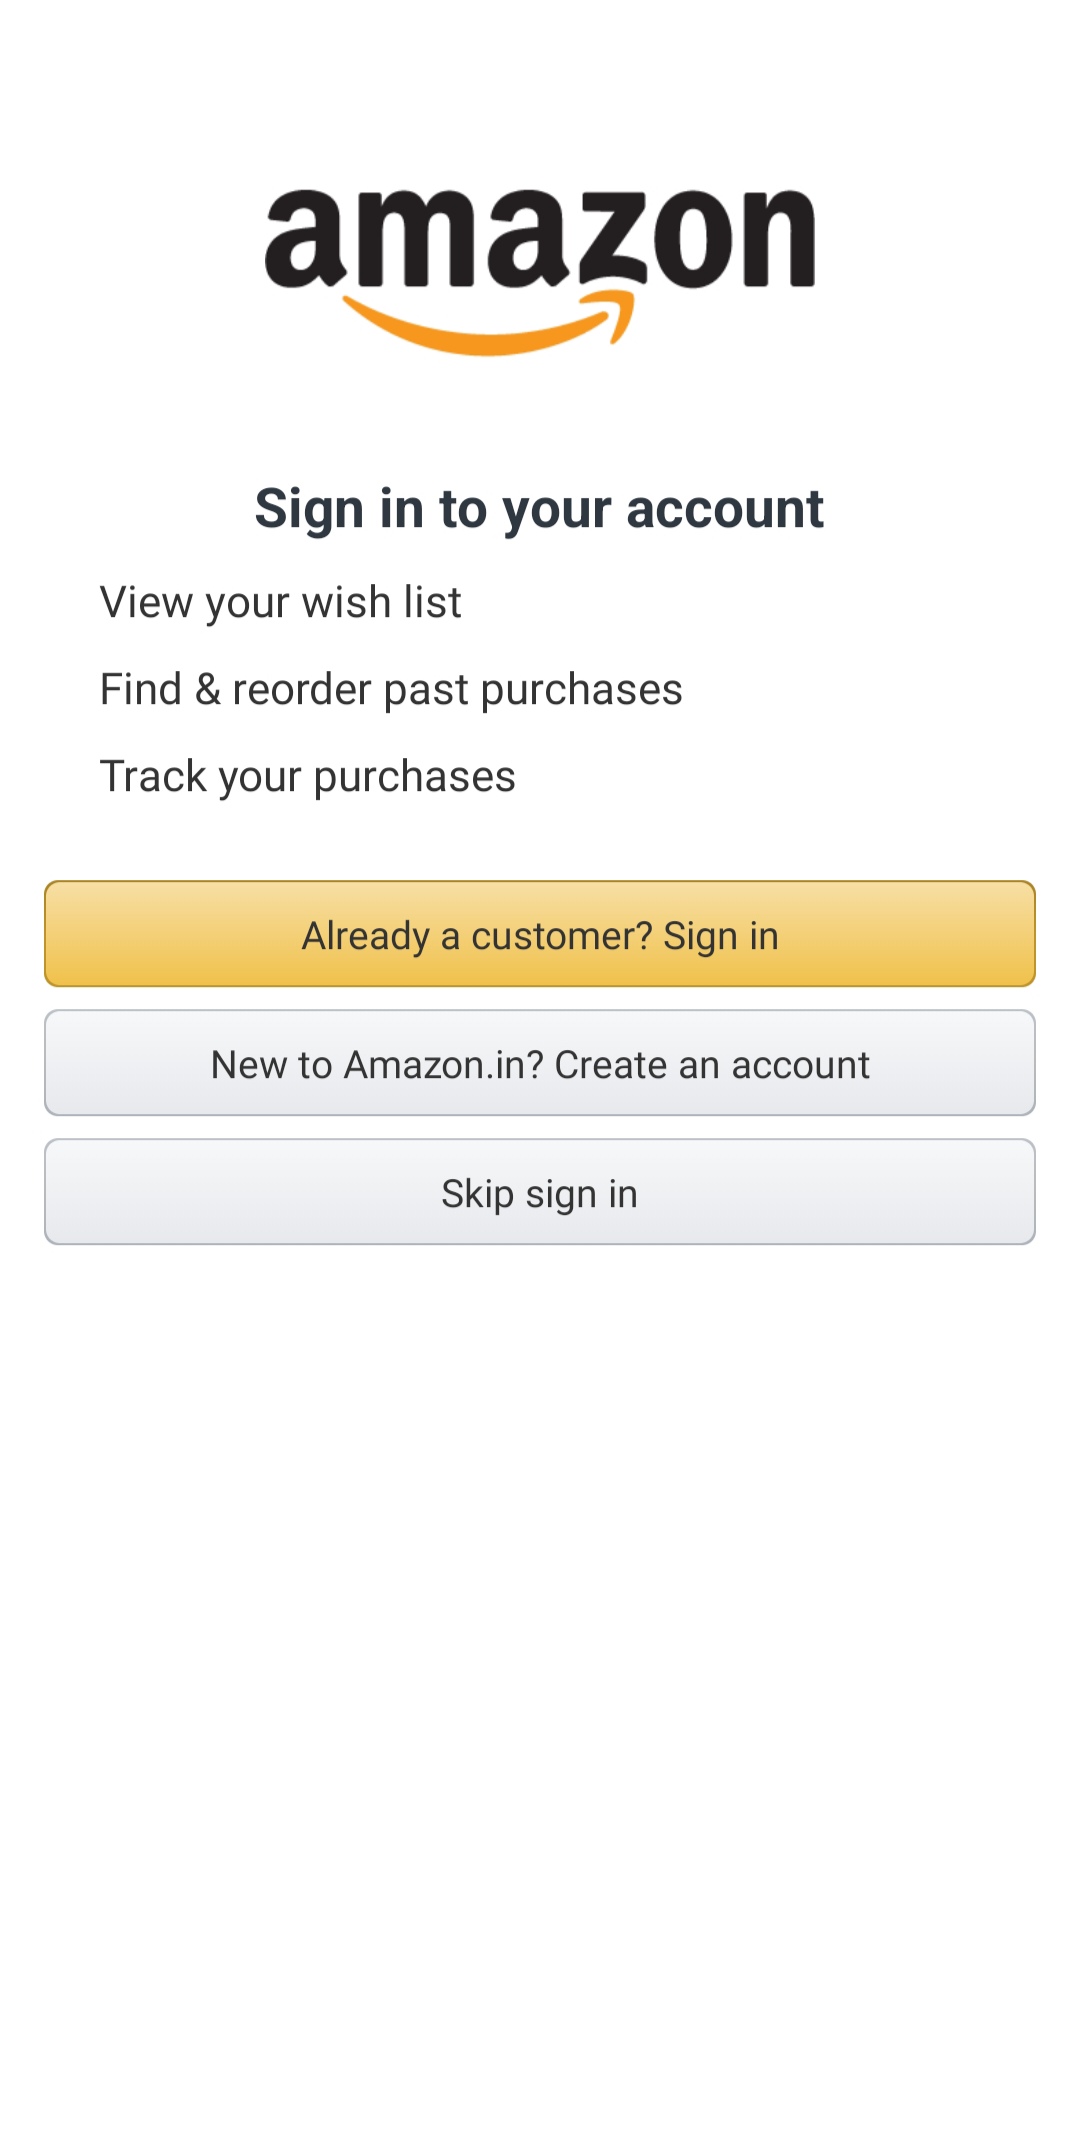 amazon
Sign in to your account
View your wish list
Find & reorder past purchases
Track your purchases
Already a customer? Sign in
New to Amazon.in? Create an account
Skip sign in